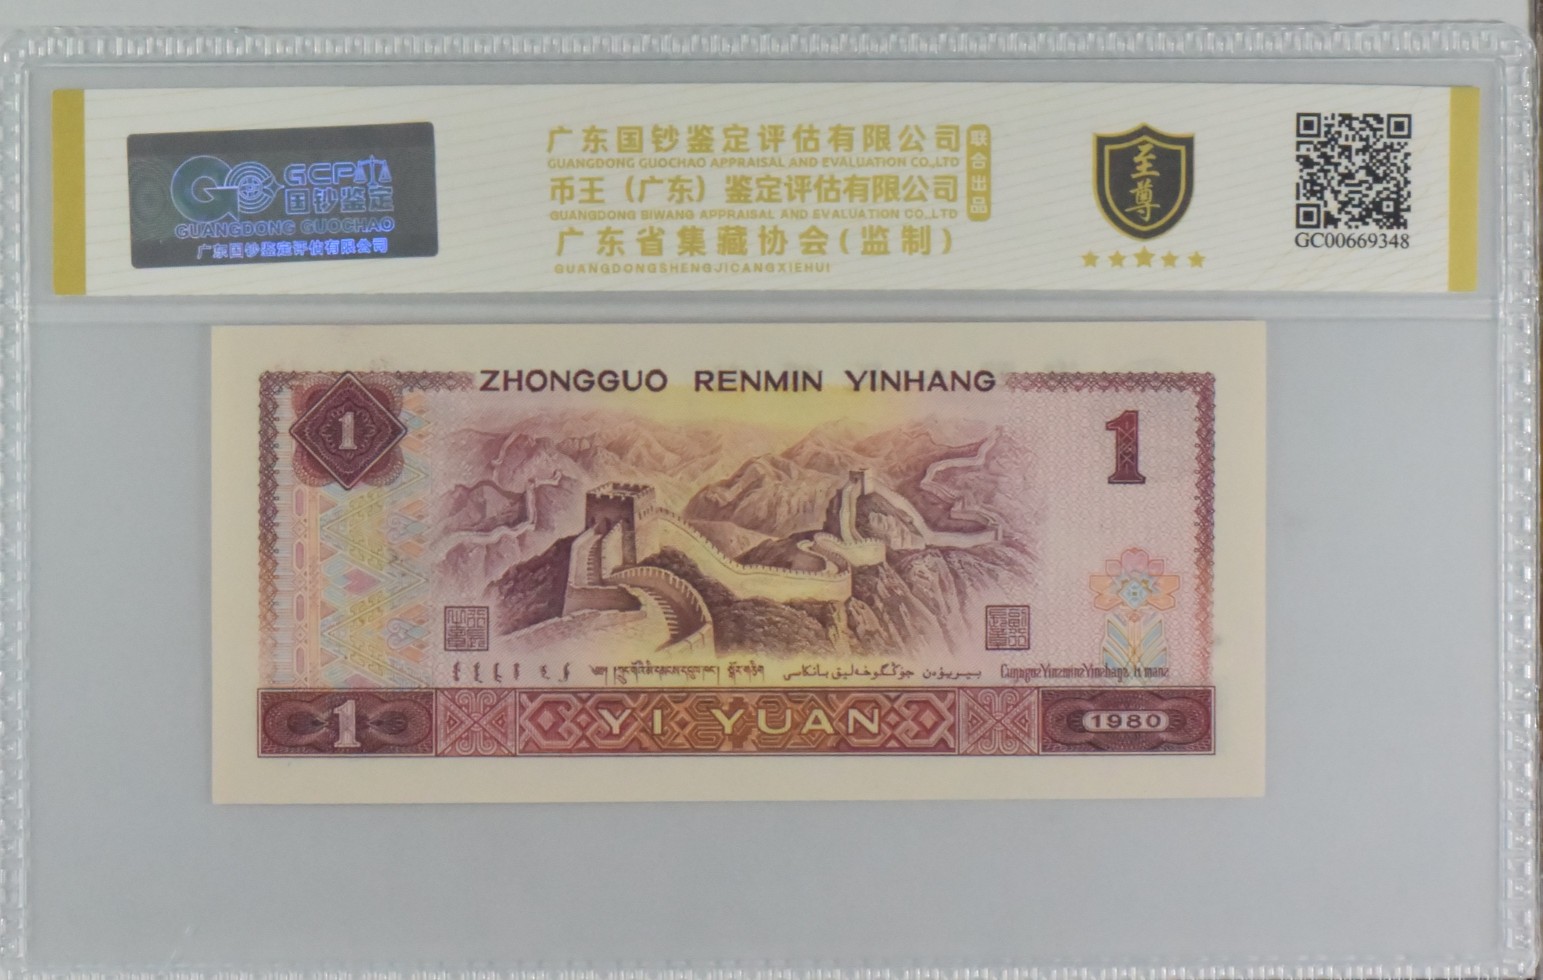 GCP
国钞鉴定
GUANGDONG GUOCHAO
广东国钞鉴定评估有限公司
广东国钞鉴定评估有限公司
GUANGDONG GUOCHAO APPRAISAL AND EVALUATION CO.,LTD
币王（广东）鉴定评估有限公司
GUANGDONG BIWANG APPRAISAL AND EVALUATION CO.,LTD
广东省集藏协会(监制)
GUANGDONGSHENGJICANGXIEHUI
联合出品
至尊
GC00669348
ZHONGGUO RENMIN YINHANG
1
1
جۇڭگوخەلىق بانكاسى بىريۈەن
1
YI YUAN
1980